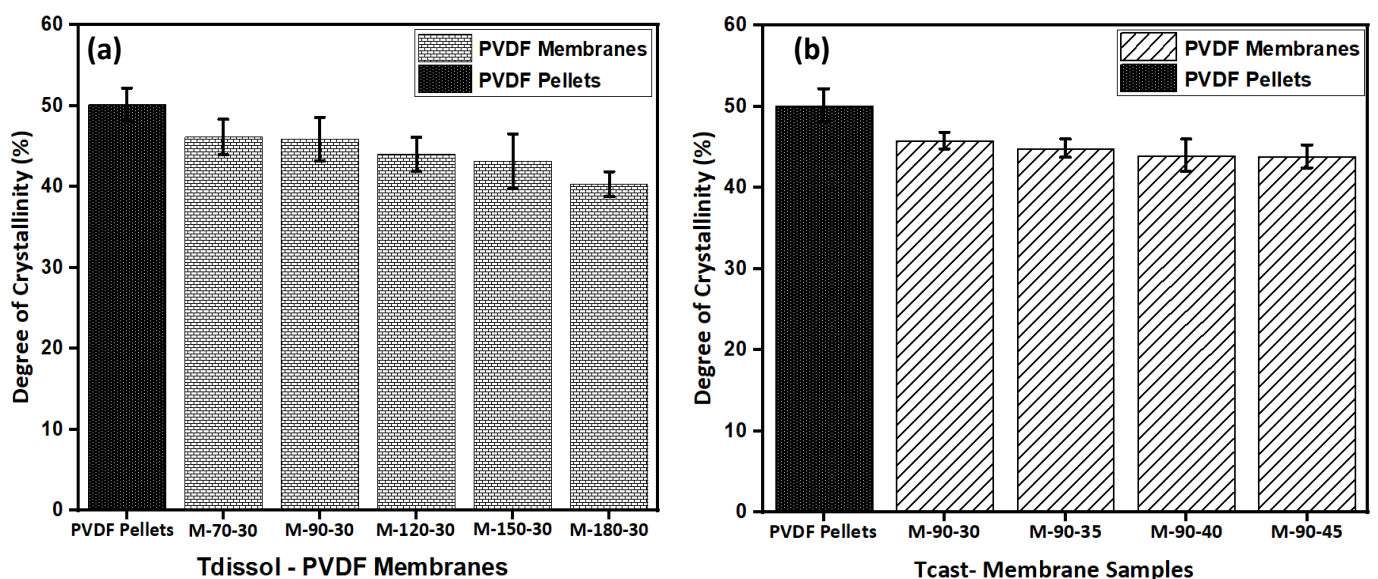 (a)
PVDF Membranes
PVDF Pellets
Degree of Crystallinity (%)
60
50
40
30
20
10
0
PVDF Pellets M-70-30 M-90-30 M-120-30 M-150-30 M-180-30
Tdissol - PVDF Membranes
(b)
PVDF Membranes
PVDF Pellets
Degree of Crystallinity (%)
60
50
40
30
20
10
0
PVDF Pellets M-90-30 M-90-35 M-90-40 M-90-45
Tcast- Membrane Samples